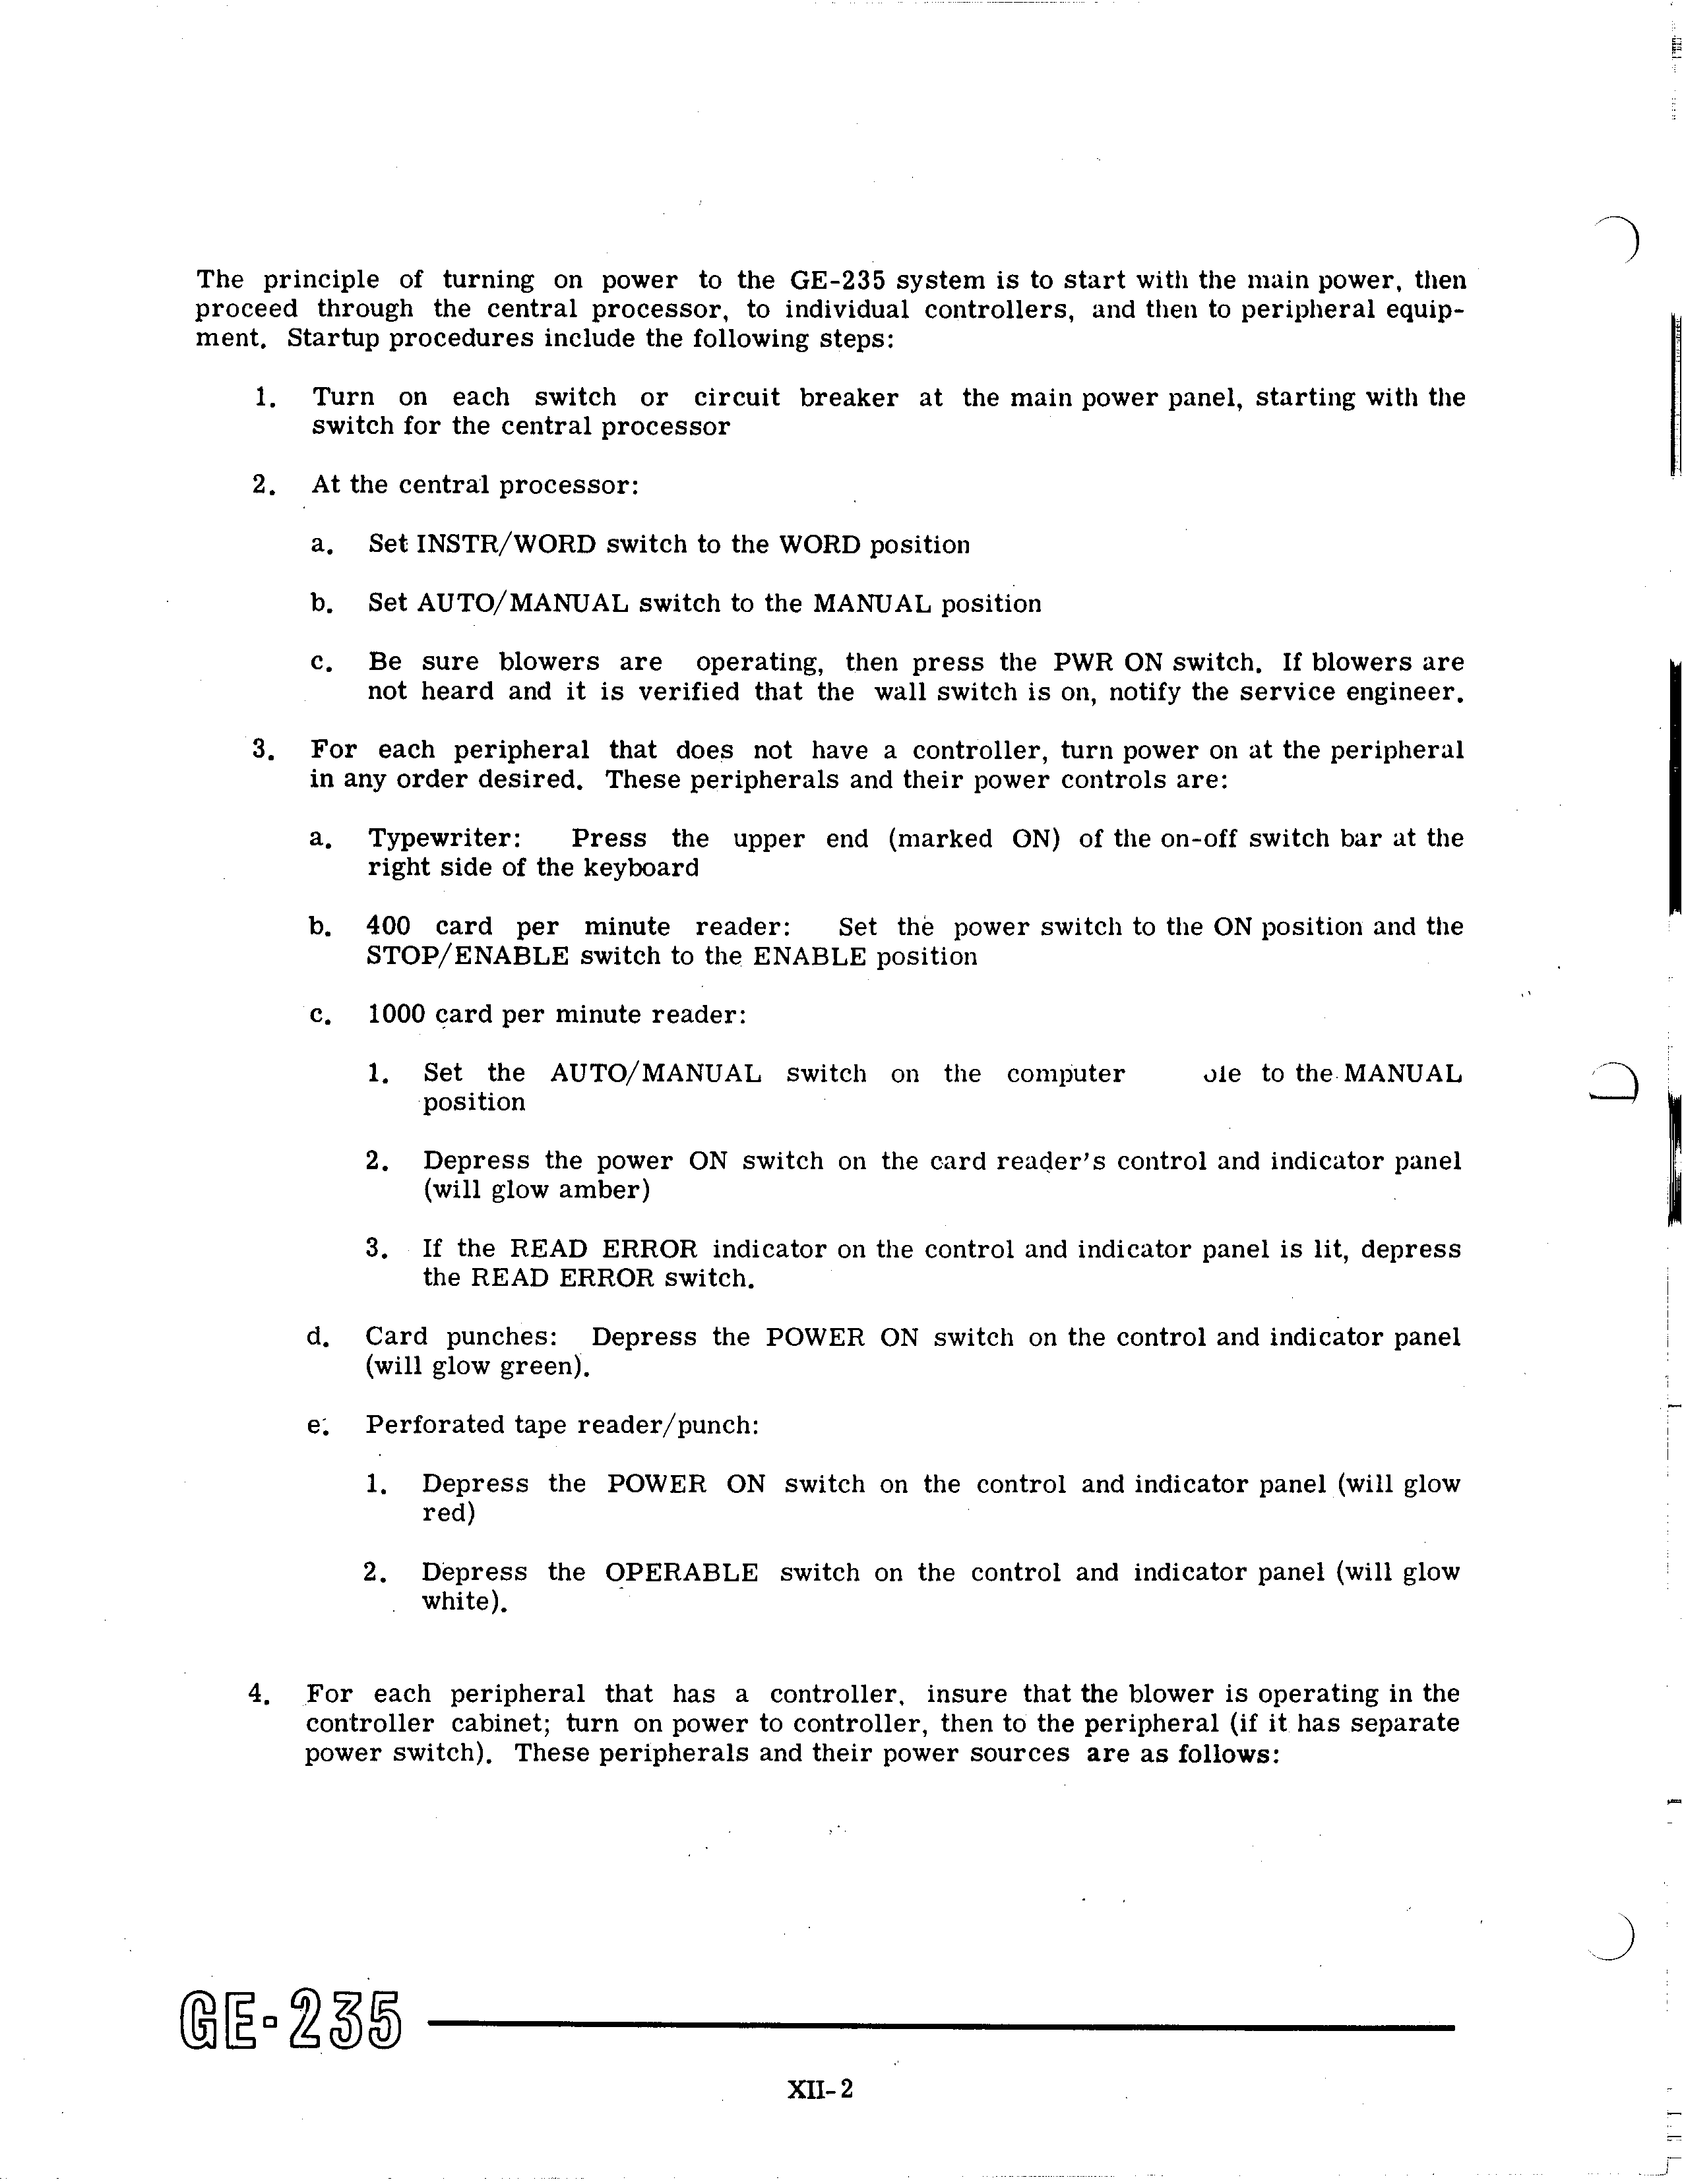 The principle of turning on power to the GE-235 system is to start with the main power, then
proceed through the central processor, to individual controllers, and then to peripheral equip-
ment. Startup procedures include the following steps:
1. Turn on each switch or circuit breaker at the main power panel, starting with the
switch for the central processor
2. At the central processor:
a. Set INSTR/WORD switch to the WORD position
b. Set AUTO/MANUAL switch to the MANUAL position
c. Be sure blowers are operating, then press the PWR ON switch. If blowers are
not heard and it is verified that the wall switch is on, notify the service engineer.
3. For each peripheral that does not have a controller, turn power on at the peripheral
in any order desired. These peripherals and their power controls are:
a. Typewriter: Press the upper end (marked ON) of the on-off switch bar at the
right side of the keyboard
b. 400 card per minute reader: Set the power switch to the ON position and the
STOP/ENABLE switch to the ENABLE position
c. 1000 card per minute reader:
1. Set the AUTO/MANUAL switch on the computer to the MANUAL
position
2. Depress the power ON switch on the card reader's control and indicator panel
(will glow amber)
3. If the READ ERROR indicator on the control and indicator panel is lit, depress
the READ ERROR switch.
d. Card punches: Depress the POWER ON switch on the control and indicator panel
(will glow green).
e. Perforated tape reader/punch:
1. Depress the POWER ON switch on the control and indicator panel (will glow
red)
2. Depress the OPERABLE switch on the control and indicator panel (will glow
white).
4. For each peripheral that has a controller, insure that the blower is operating in the
controller cabinet; turn on power to controller, then to the peripheral (if it has separate
power switch). These peripherals and their power sources are as follows:
GE-235
XII-2